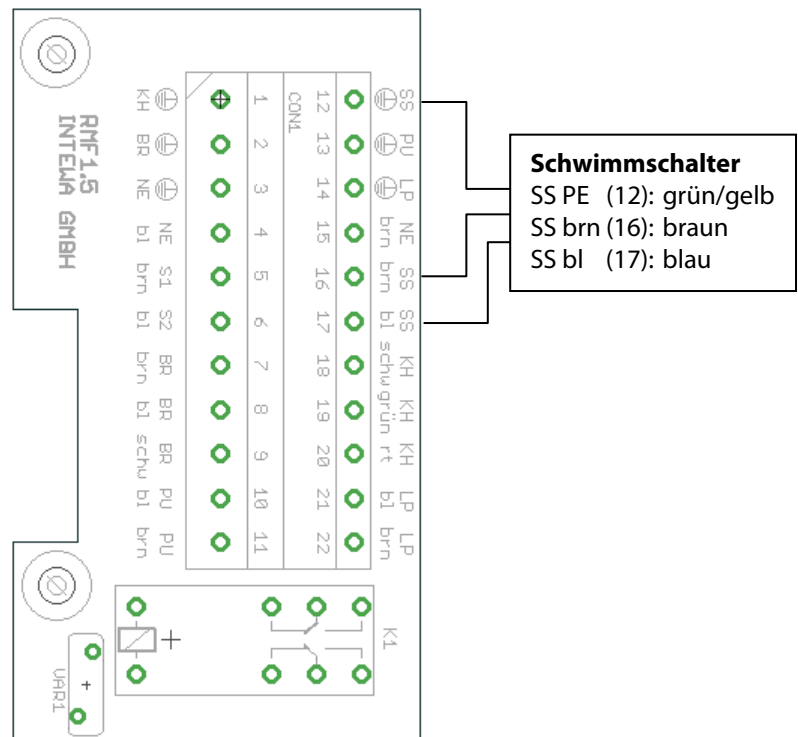 RMF1.5
INTEWA GMBH
KH 1
BR 2
NE 3
NE bl 4
S1 brn 5
S2 bl 6
BR brn 7
BR bl 8
BR schw 9
PU bl 10
PU brn 11
CON1
12 SS
13 PU
14 LP
15 brn NE
16 brn SS
17 bl SS
18 schw KH
19 grün KH
20 rt KH
21 bl LP
22 brn LP
Schwimmschalter
SS PE (12): grün/gelb
SS brn (16): braun
SS bl (17): blau
K1
+
VAR1
+